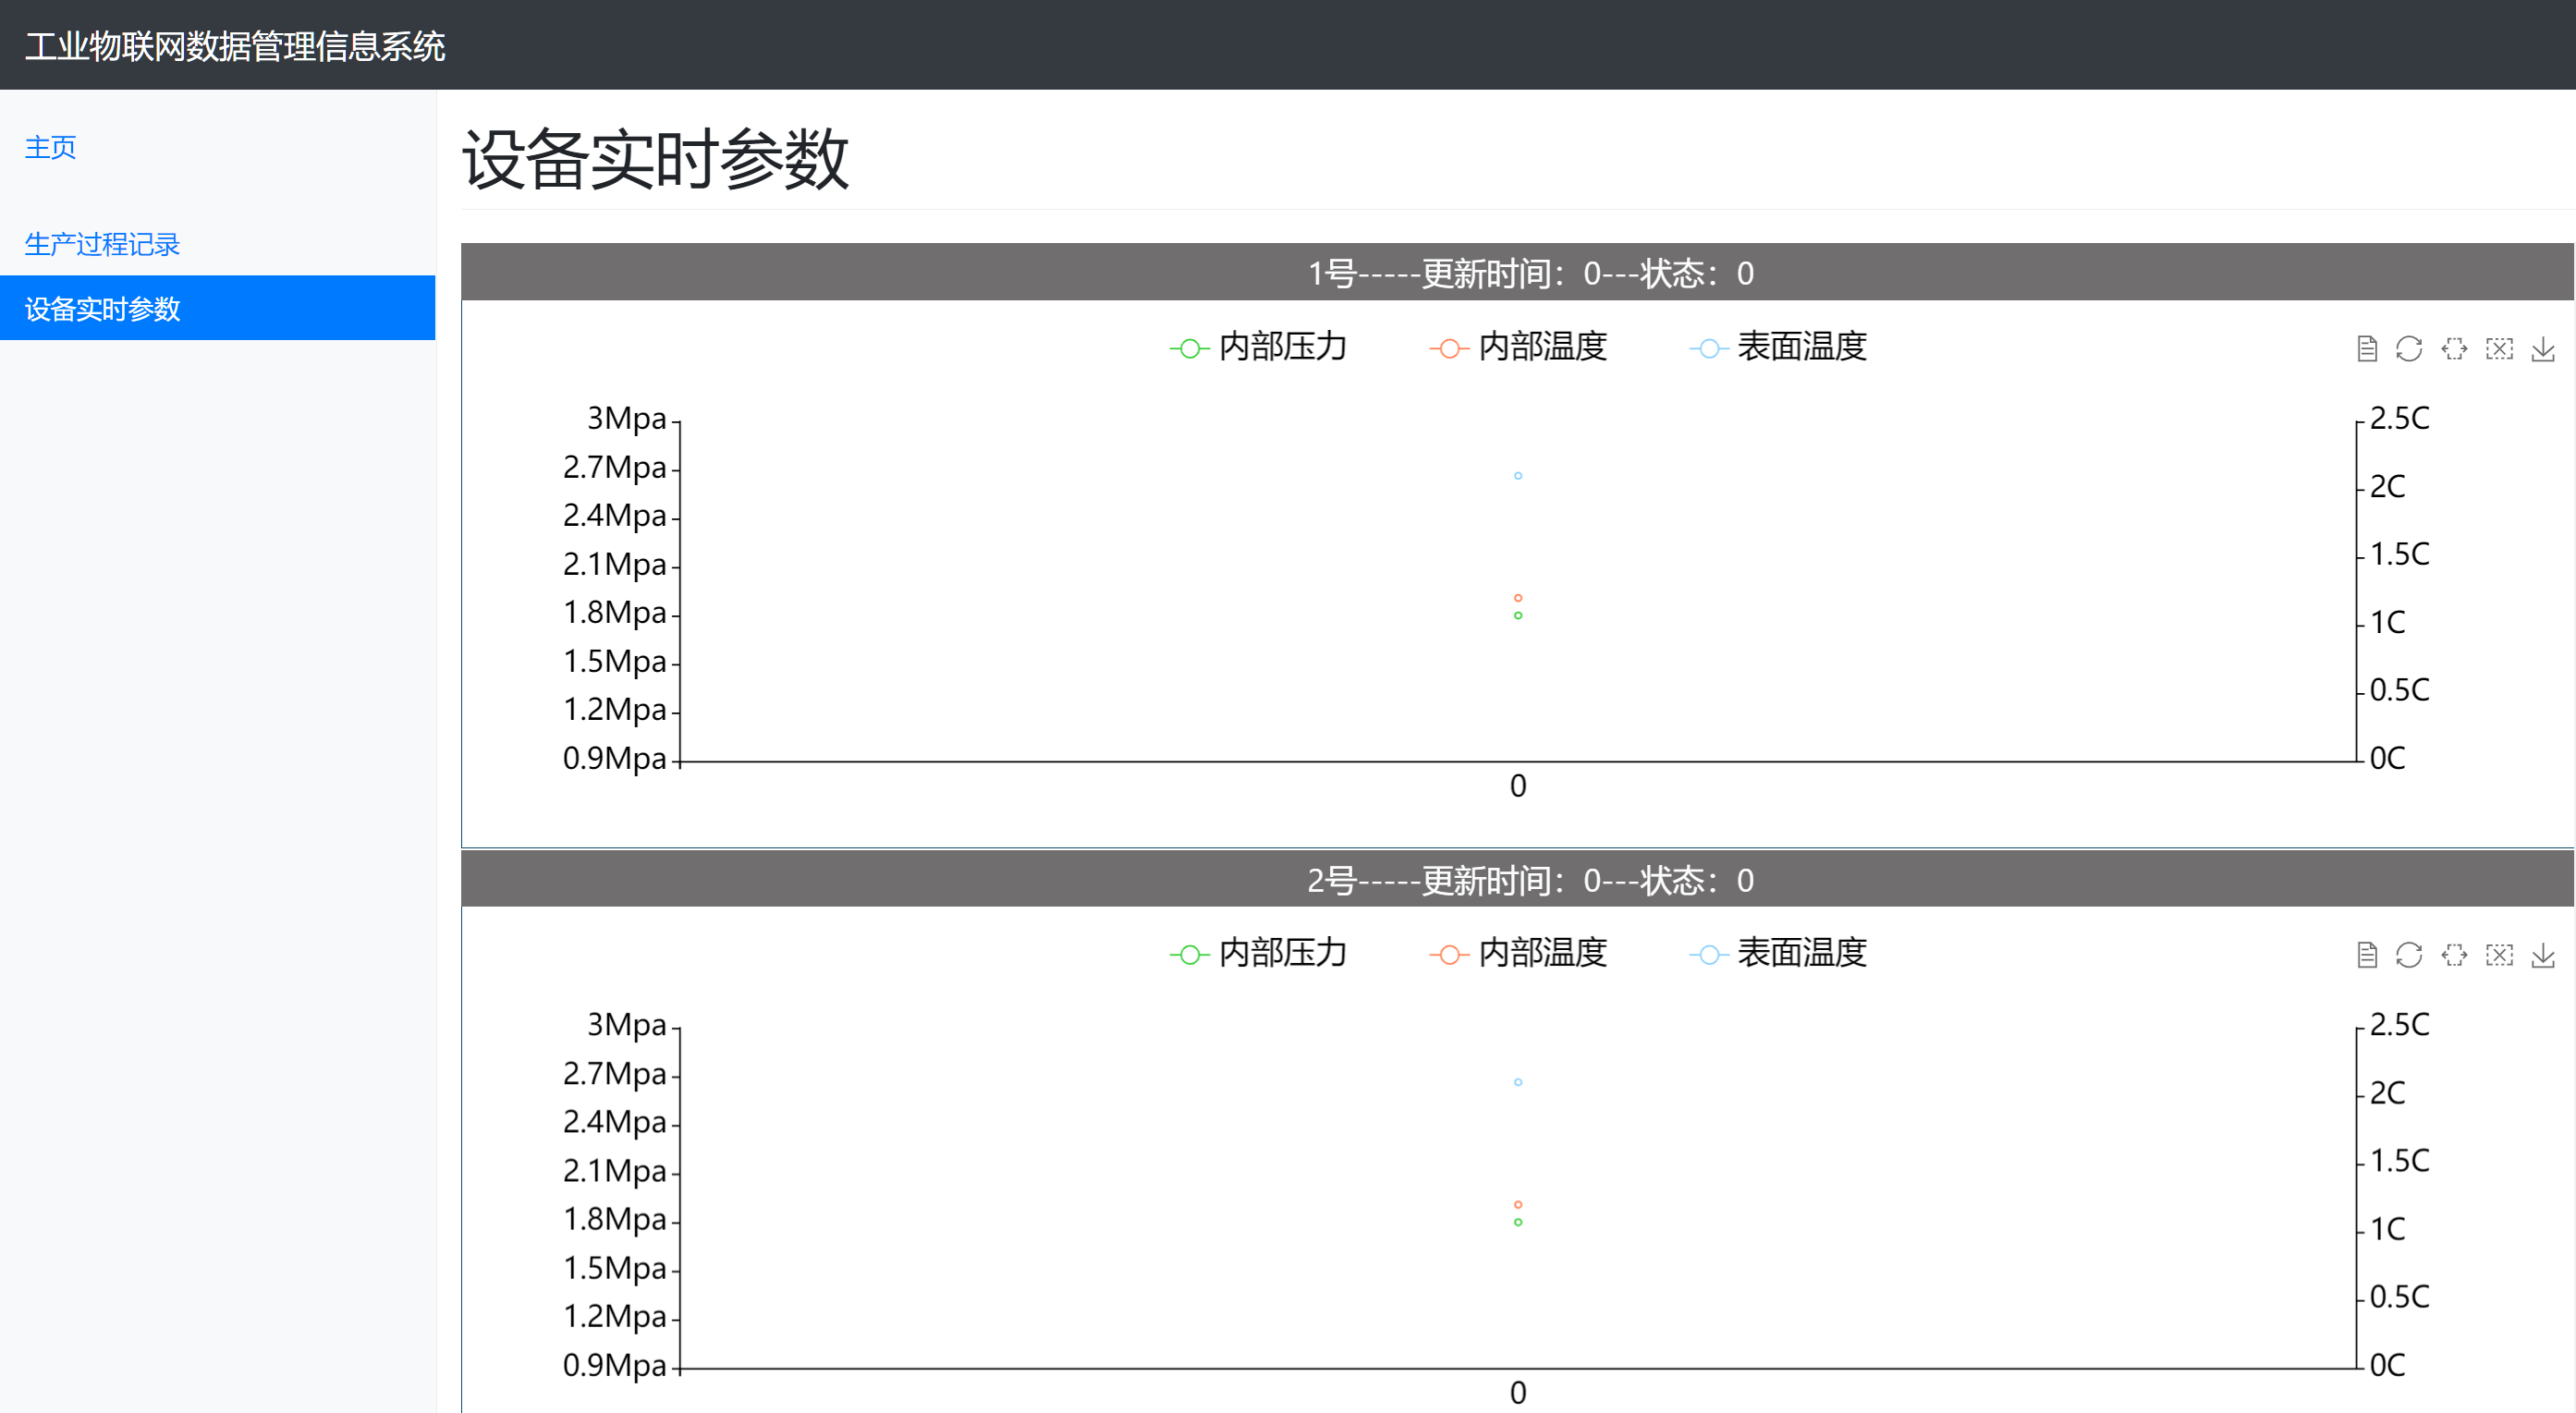 工业物联网数据管理信息系统
主页
生产过程记录
设备实时参数
设备实时参数
1号-----更新时间：0---状态：0
内部压力 内部温度 表面温度
3Mpa 2.5C
2.7Mpa
2C
2.4Mpa
1.5C
2.1Mpa
1.8Mpa
1C
1.5Mpa
0.5C
1.2Mpa
0.9Mpa 0C
0
2号-----更新时间：0---状态：0
内部压力 内部温度 表面温度
3Mpa 2.5C
2.7Mpa
2C
2.4Mpa
1.5C
2.1Mpa
1.8Mpa
1C
1.5Mpa
0.5C
1.2Mpa
0.9Mpa 0C
0